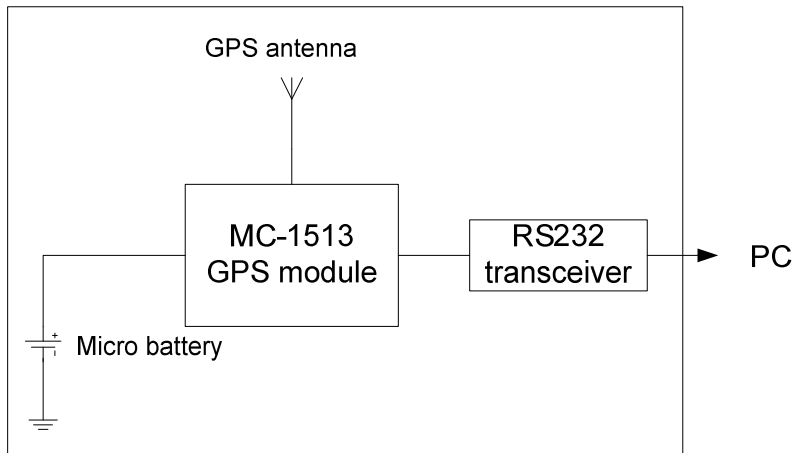 GPS antenna
MC-1513
GPS module
RS232
transceiver
PC
+
Micro battery